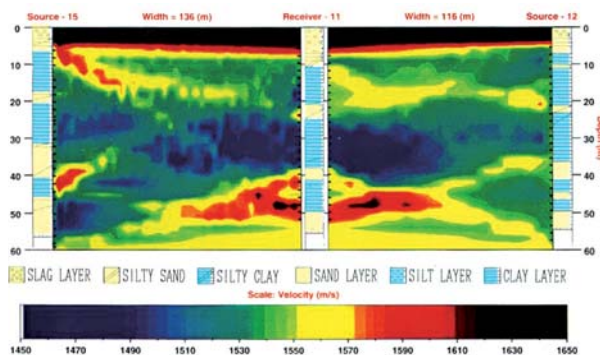 Source - 15 Width = 136 (m) Receiver - 11 Width = 116 (m) Source - 12
0 0
10 10
20 20
30 30
40 40
50 50
60 60
Depth (m)
SLAG LAYER SILTY SAND SILTY CLAY SAND LAYER SILT LAYER CLAY LAYER
Scale: Velocity (m/s)
1450 1470 1490 1510 1530 1550 1570 1590 1610 1630 1650